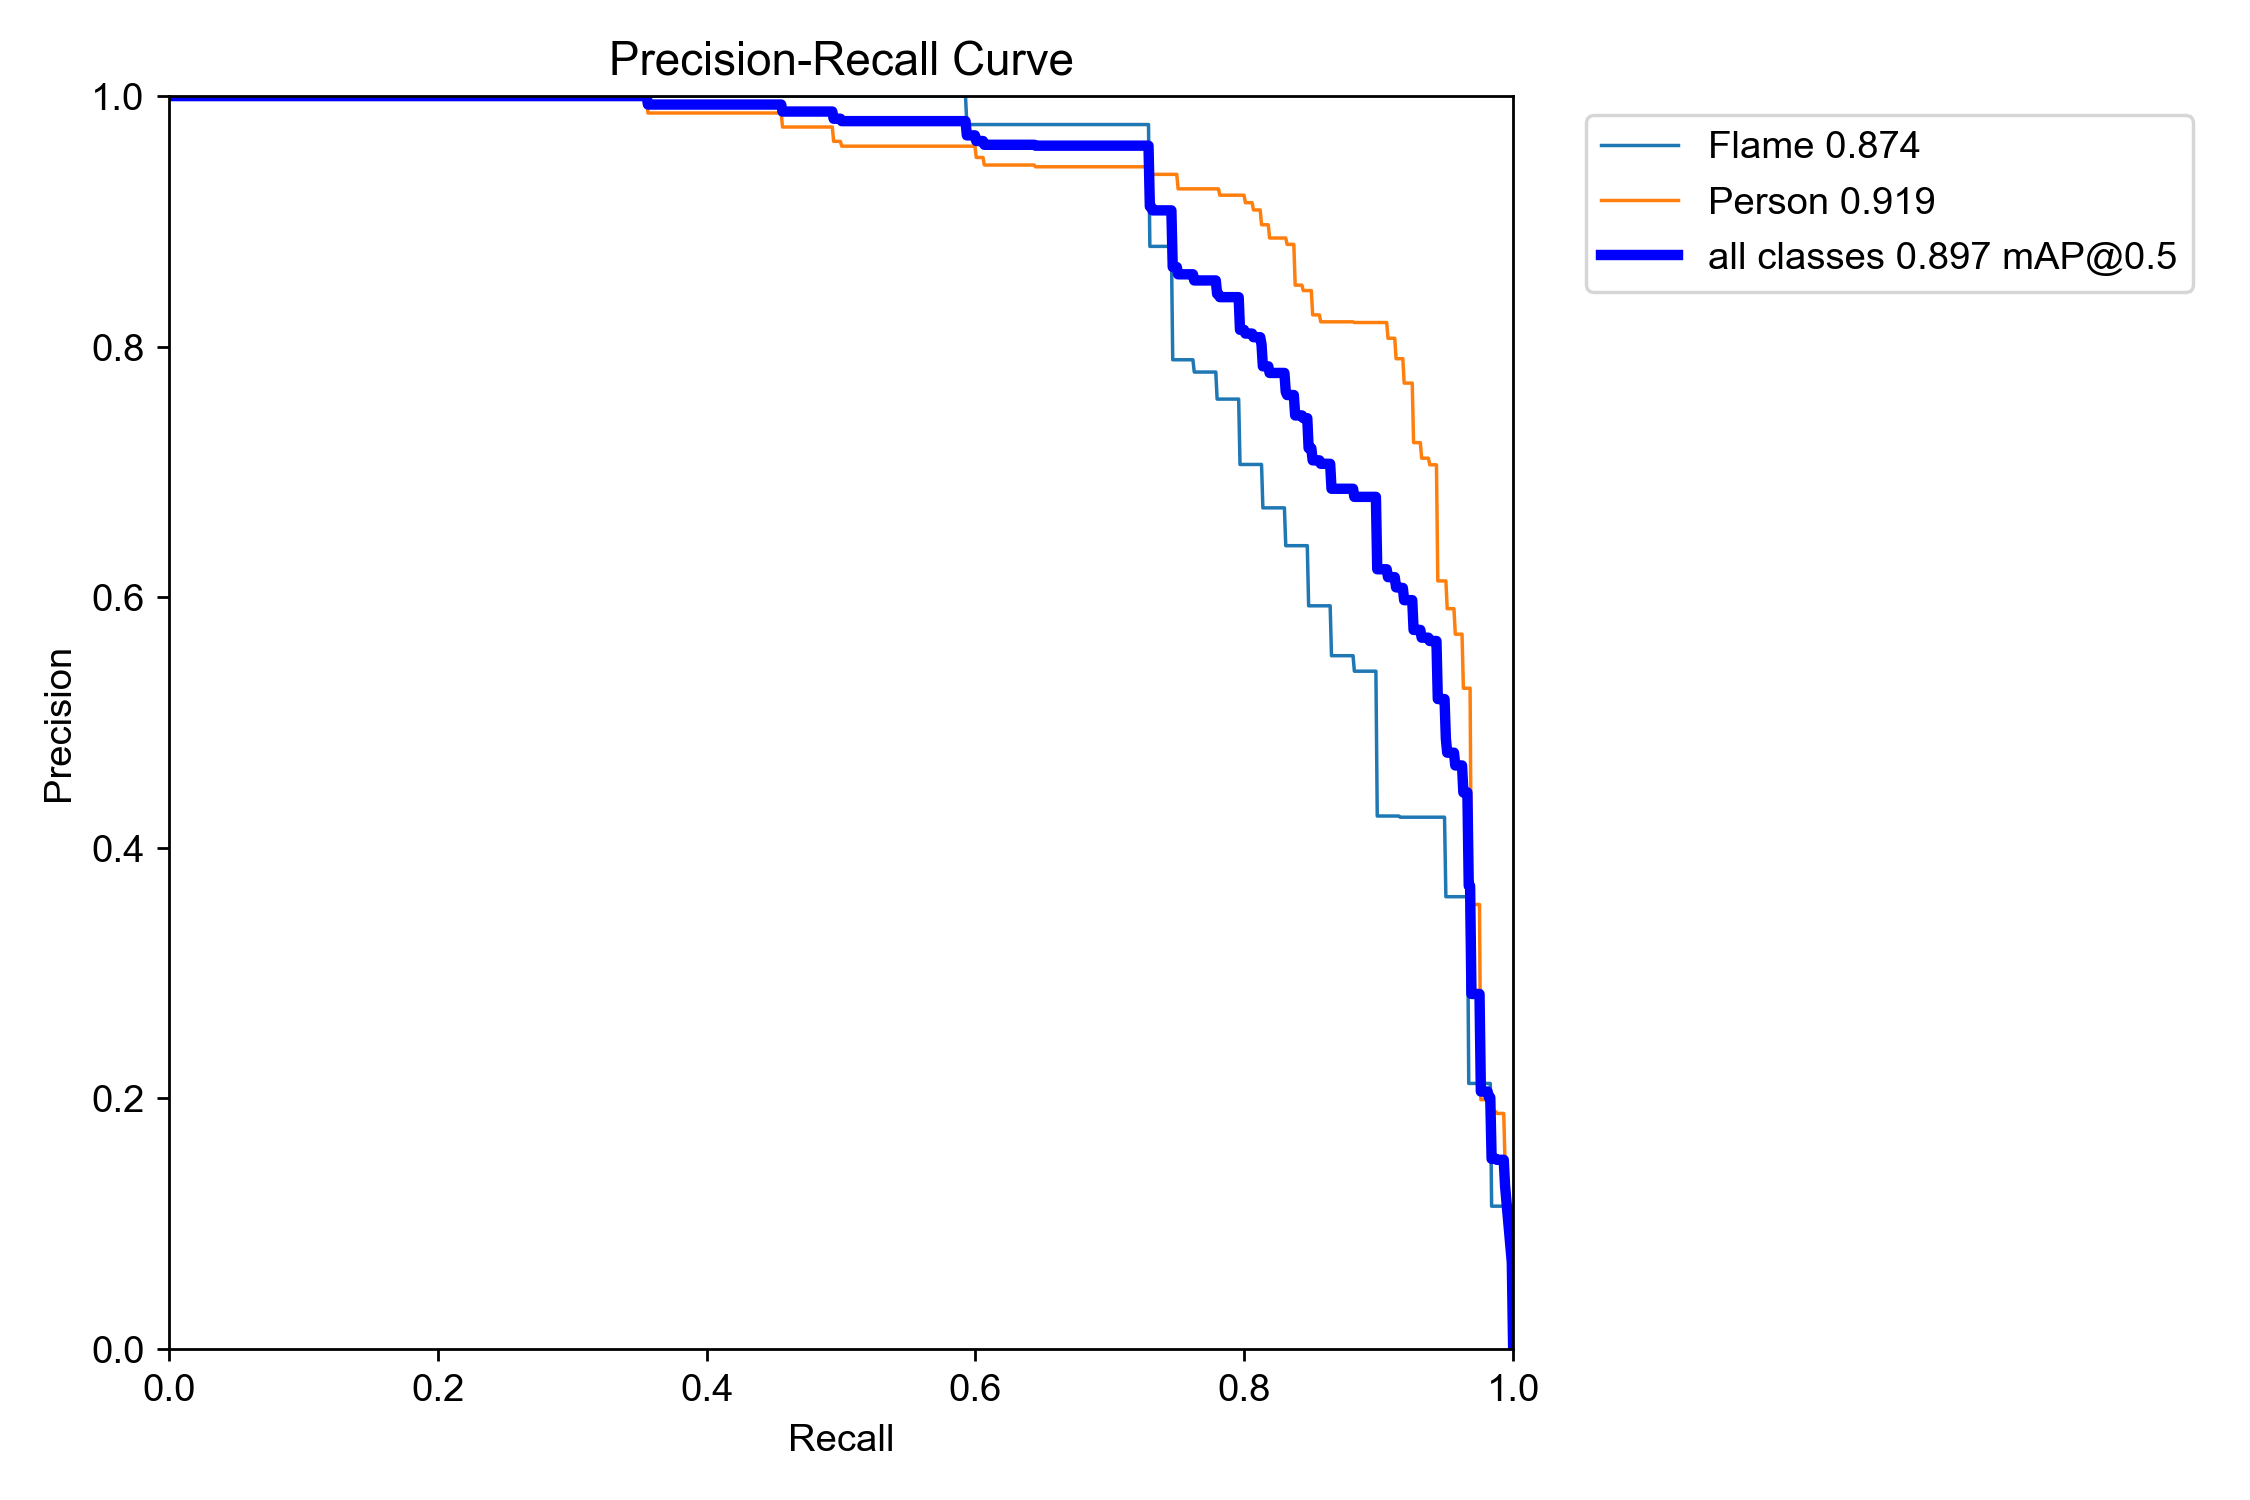 Precision-Recall Curve
1.0
0.8
0.6
0.4
0.2
0.0
Precision
0.0 0.2 0.4 0.6 0.8 1.0
Recall
Flame 0.874
Person 0.919
all classes 0.897 mAP@0.5